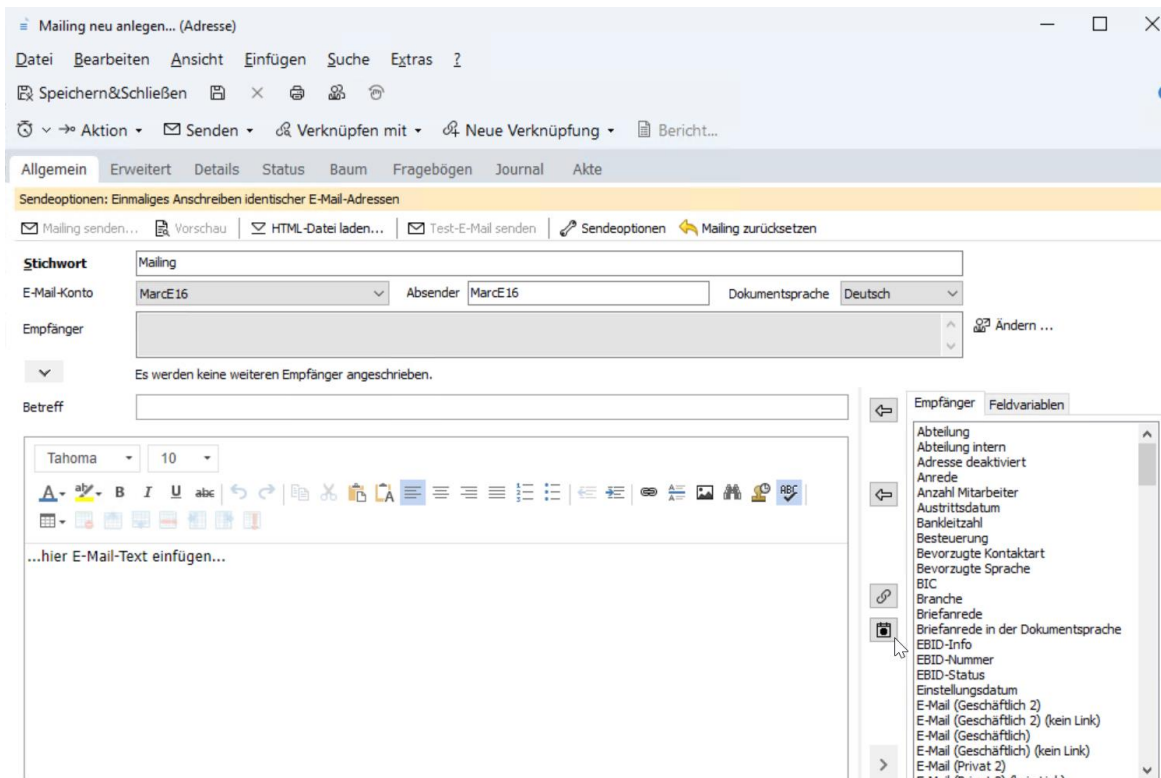 Mailing neu anlegen... (Adresse)
Datei Bearbeiten Ansicht Einfügen Suche Extras ?
Speichern&Schließen
Aktion Senden Verknüpfen mit Neue Verknüpfung Bericht...
Allgemein Erweitert Details Status Baum Fragebögen Journal Akte
Sendeoptionen: Einmaliges Anschreiben identischer E-Mail-Adressen
Mailing senden... Vorschau HTML-Datei laden... Test-E-Mail senden Sendeoptionen Mailing zurücksetzen
Stichwort Mailing
E-Mail-Konto MarcE16 Absender MarcE16 Dokumentsprache Deutsch
Empfänger Ändern ...
Es werden keine weiteren Empfänger angeschrieben.
Betreff
Empfänger Feldvariablen
Tahoma 10
A aby B I U abc ABC
...hier E-Mail-Text einfügen...
Abteilung
Abteilung intern
Adresse deaktiviert
Anrede
Anzahl Mitarbeiter
Austrittsdatum
Bankleitzahl
Besteuerung
Bevorzugte Kontaktart
Bevorzugte Sprache
BIC
Branche
Briefanrede
Briefanrede in der Dokumentsprache
EBID-Info
EBID-Nummer
EBID-Status
Einstellungsdatum
E-Mail (Geschäftlich 2)
E-Mail (Geschäftlich 2) (kein Link)
E-Mail (Geschäftlich)
E-Mail (Geschäftlich) (kein Link)
E-Mail (Privat 2)